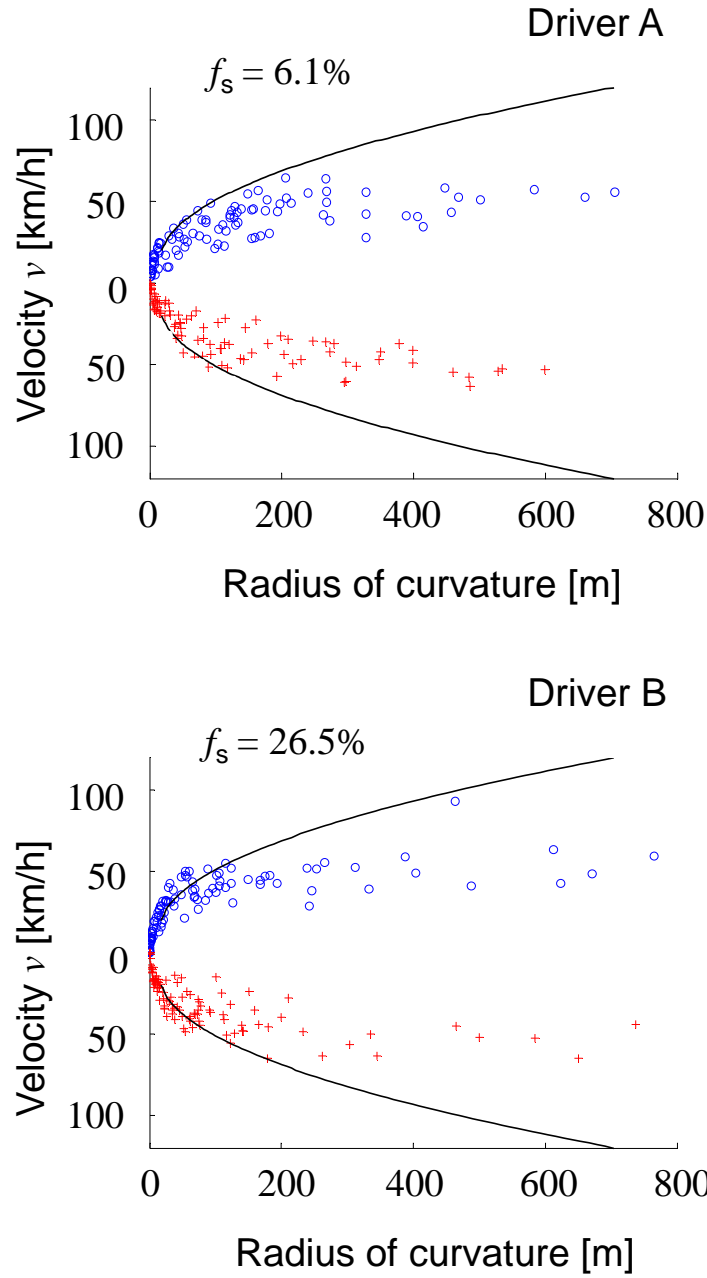 Driver A
fs = 6.1%
100
50
0
50
100
Velocity v [km/h]
0 200 400 600 800
Radius of curvature [m]
Driver B
fs = 26.5%
100
50
0
50
100
Velocity v [km/h]
0 200 400 600 800
Radius of curvature [m]